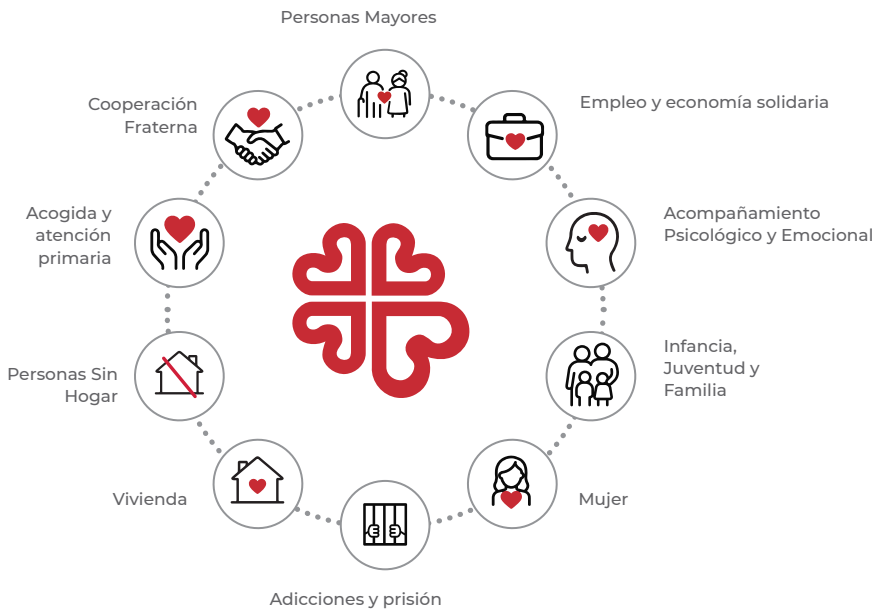 Personas Mayores
Empleo y economía solidaria
Acompañamiento
Psicológico y Emocional
Infancia,
Juventud y
Familia
Mujer
Adicciones y prisión
Vivienda
Personas Sin
Hogar
Acogida y
atención
primaria
Cooperación
Fraterna